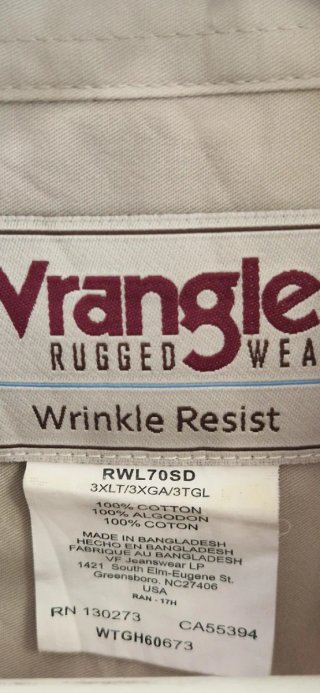 Wrangle
RUGGED WEA
Wrinkle Resist
RWL70SD
3XLT/3XGA/3TGL
100% COTTON
100% ALGODON
100% COTON
MADE IN BANGLADESH
HECHO EN BANGLADESH
FABRIQUE AU BANGLADESH
VF Jeanswear LP
1421 South Elm-Eugene St.
Greensboro, NC27406
USA
RAN - 17H
RN 130273 CA55394
WTGH60673